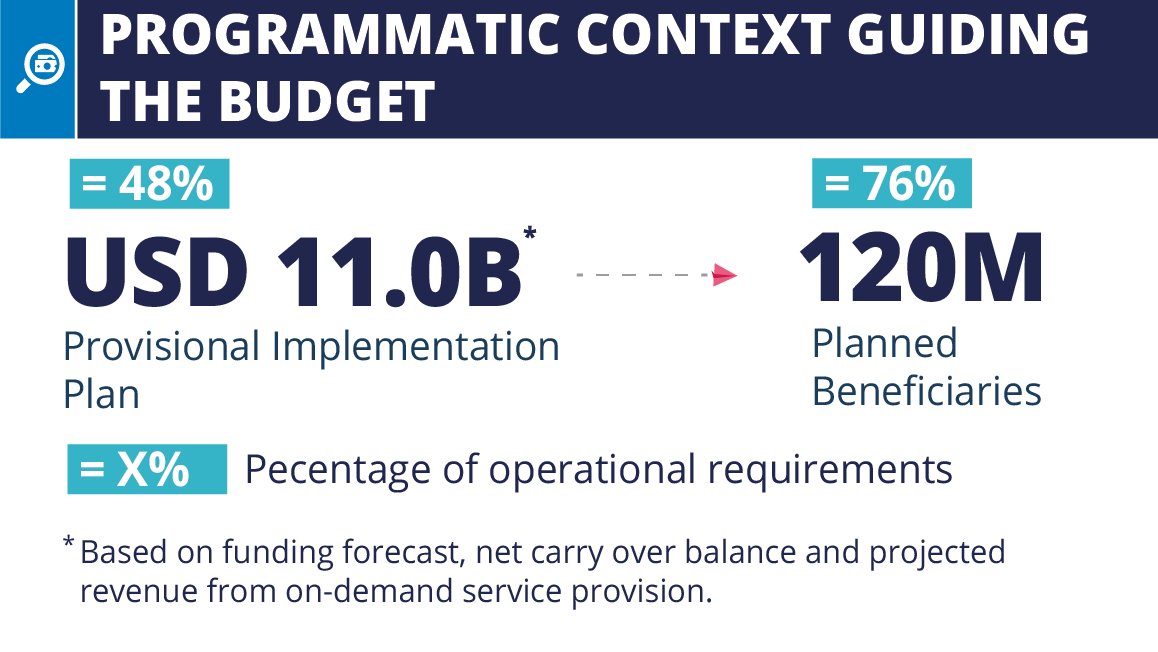 PROGRAMMATIC CONTEXT GUIDING
THE BUDGET
= 48%
USD 11.0B*
Provisional Implementation
Plan
= 76%
120M
Planned
Beneficiaries
= X% Pecentage of operational requirements
* Based on funding forecast, net carry over balance and projected
revenue from on-demand service provision.